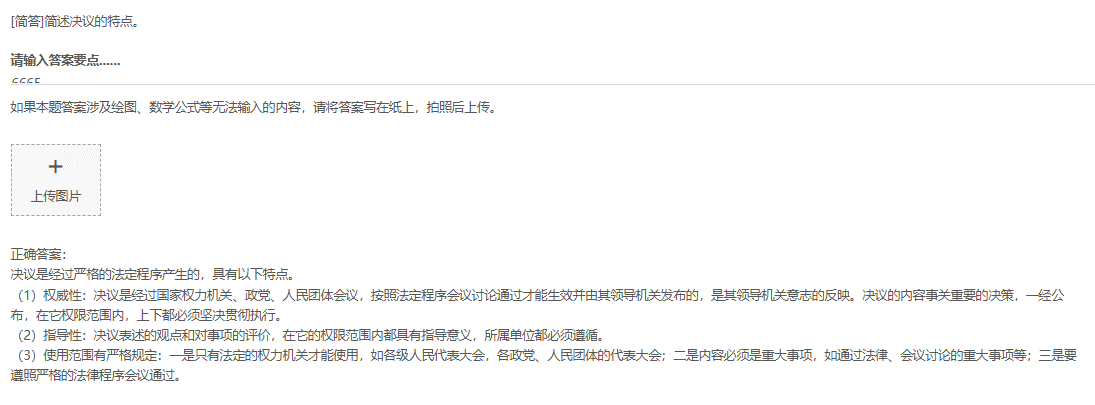 [简答]简述决议的特点。
请输入答案要点......
6665
如果本题答案涉及绘图、数学公式等无法输入的内容，请将答案写在纸上，拍照后上传。
+
上传图片
正确答案：
决议是经过严格的法定程序产生的，具有以下特点。
（1）权威性：决议是经过国家权力机关、政党、人民团体会议，按照法定程序会议讨论通过才能生效并由其领导机关发布的，是其领导机关意志的反映。决议的内容事关重要的决策，一经公
布，在它权限范围内，上下都必须坚决贯彻执行。
（2）指导性：决议表述的观点和对事项的评价，在它的权限范围内都具有指导意义，所属单位都必须遵循。
（3）使用范围有严格规定：一是只有法定的权力机关才能使用，如各级人民代表大会，各政党、人民团体的代表大会；二是内容必须是重大事项，如通过法律、会议讨论的重大事项等；三是要
遵照严格的法律程序会议通过。